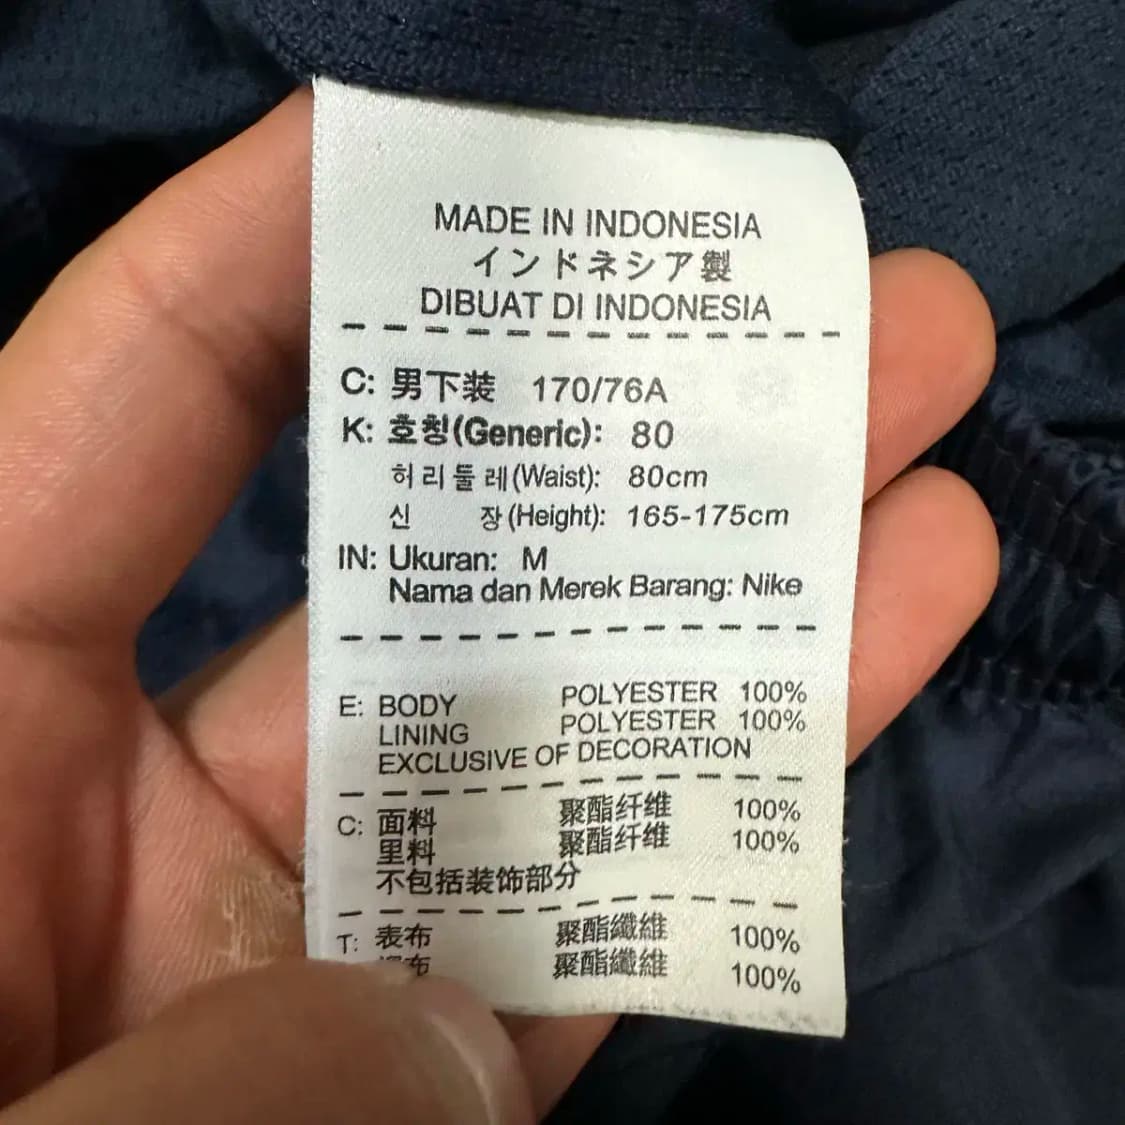 MADE IN INDONESIA
インドネシア製
DIBUAT DI INDONESIA
C: 男下装 170/76A
K: 호칭(Generic): 80
허리둘레(Waist): 80cm
신 장(Height): 165-175cm
IN: Ukuran: M
Nama dan Merek Barang: Nike
E: BODY POLYESTER 100%
LINING POLYESTER 100%
EXCLUSIVE OF DECORATION
C: 面料 聚酯纤维 100%
里料 聚酯纤维 100%
不包括装饰部分
T: 表布 聚酯纖維 100%
布 聚酯纖維 100%